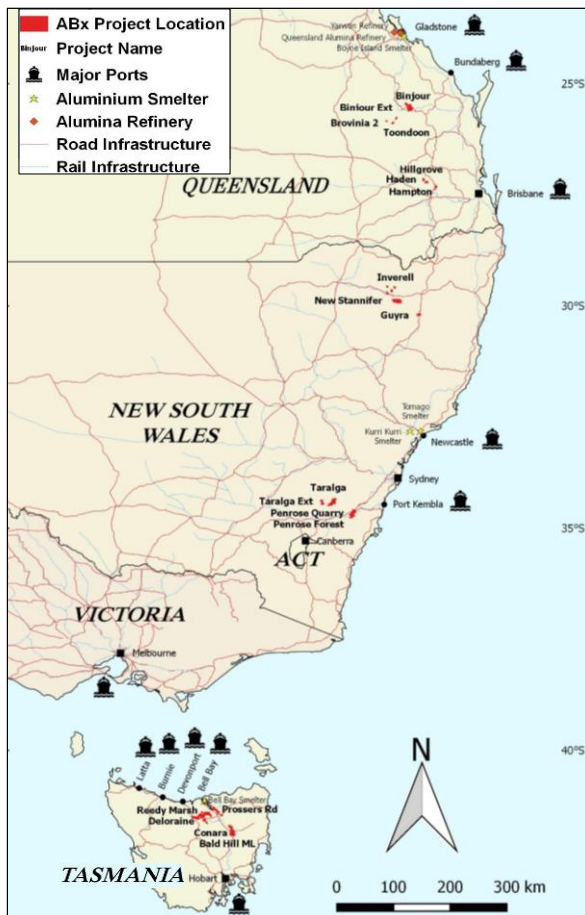 ABx Project Location
Binjour Project Name
Major Ports
Aluminium Smelter
Alumina Refinery
Road Infrastructure
Rail Infrastructure
Yarwun Refinery
Queensland Alumina Refinery
Boyne Island Smelter
Gladstone
Bundaberg
25°S
Binjour
Binjour Ext
Brovinia 2
Toondoon
QUEENSLAND
Hillgrove
Haden
Hampton
Brisbane
Inverell
30°S
New Stannifer
Guyra
NEW SOUTH
WALES
Tomago
Smelter
Kurri Kurri
Smelter
Newcastle
Sydney
Taralga
Taralga Ext
Port Kembla
Penrose Quarry
Penrose Forest
35°S
Canberra
ACT
VICTORIA
Melbourne
40°S
Latta
Burnie
Devonport
Bell Bay
Bell Bay Smelter
Reedy Marsh
Prossers Rd
Deloraine
Conara
Bald Hill ML
TASMANIA
Hobart
N
0 100 200 300 km